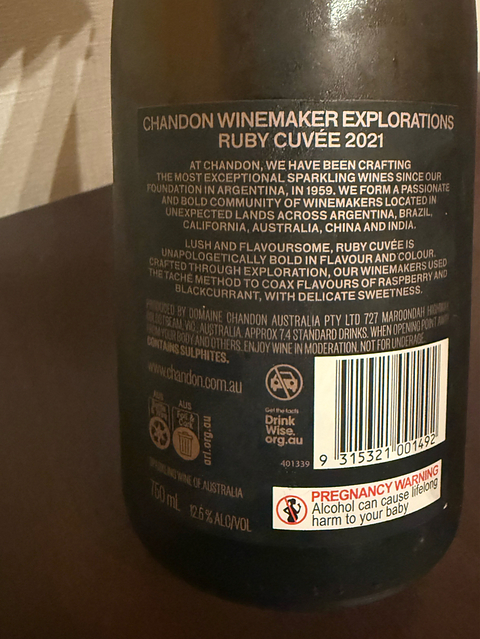 CHANDON WINEMAKER EXPLORATIONS
RUBY CUVÉE 2021
AT CHANDON, WE HAVE BEEN CRAFTING
THE MOST EXCEPTIONAL SPARKLING WINES SINCE OUR
FOUNDATION IN ARGENTINA, IN 1959. WE FORM A PASSIONATE
AND BOLD COMMUNITY OF WINEMAKERS LOCATED IN
UNEXPECTED LANDS ACROSS ARGENTINA, BRAZIL,
CALIFORNIA, AUSTRALIA, CHINA AND INDIA.
LUSH AND FLAVOURSOME, RUBY CUVÉE IS
UNAPOLOGETICALLY BOLD IN FLAVOUR AND COLOUR.
CRAFTED THROUGH EXPLORATION, OUR WINEMAKERS USED
THE TACHÉ METHOD TO COAX FLAVOURS OF RASPBERRY AND
BLACKCURRANT, WITH DELICATE SWEETNESS.
PRODUCED BY DOMAINE CHANDON AUSTRALIA PTY LTD 727 MAROONDAH HIGHWAY
COLDSTREAM, VIC, AUSTRALIA. APPROX 7.4 STANDARD DRINKS. WHEN OPENING POINT AWAY
FROM YOUR BODY AND OTHERS. ENJOY WINE IN MODERATION. NOT FOR UNDERAGE.
CONTAINS SULPHITES.
www.chandon.com.au
AUS
AUS
arl.org.au
Get the facts
Drink
Wise.
org.au
401339
9 315321 001492
SPARKLING WINE OF AUSTRALIA
750 mL 12.5 % ALC/VOL
PREGNANCY WARNING
Alcohol can cause lifelong
harm to your baby